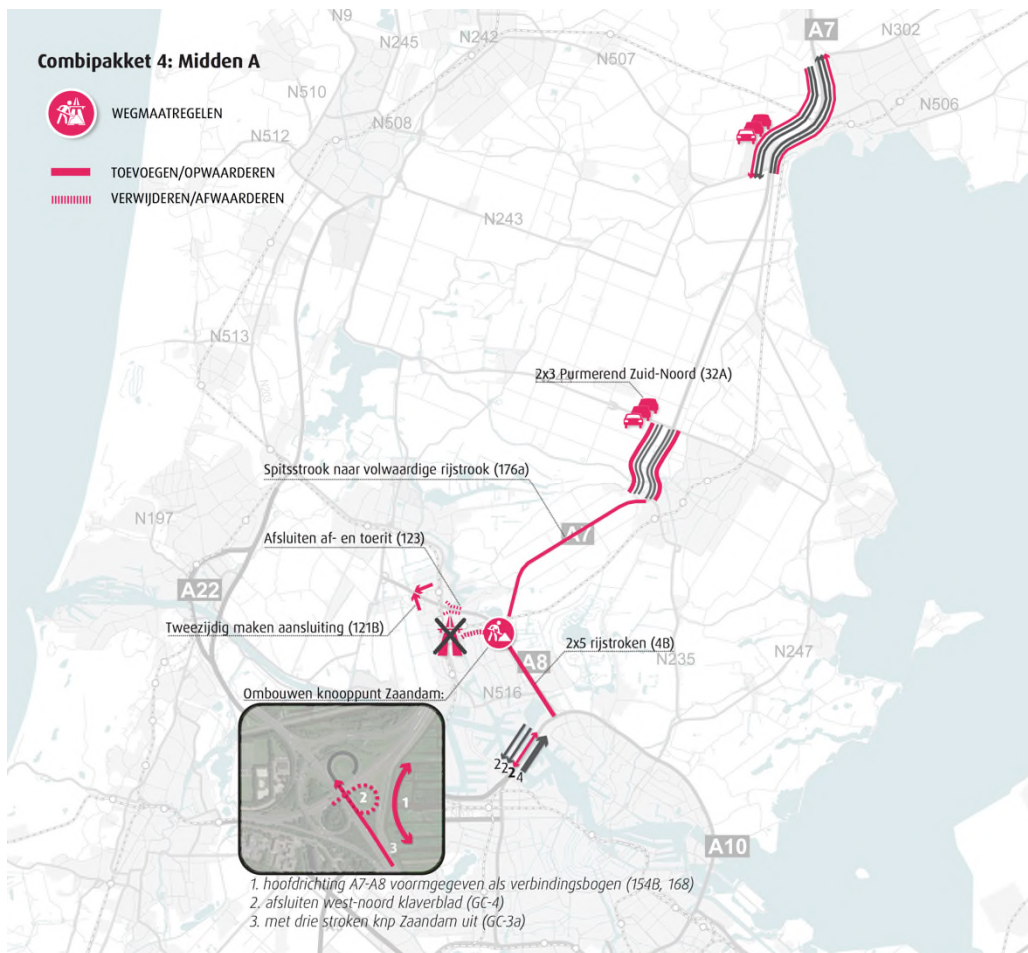 Combipakket 4: Midden A
WEGMAATREGELEN
TOEVOEGEN/OPWAARDEREN
VERWIJDEREN/AFWAARDEREN
N9
N245
N242
N507
A7
N302
N510
N506
N508
N512
N243
N513
N203
2x3 Purmerend Zuid-Noord (32A)
Spitsstrook naar volwaardige rijstrook (176a)
N197
A7
Afsluiten af- en toerit (123)
A22
Tweezijdig maken aansluiting (121B)
2x5 rijstroken (4B)
A8
N235
N247
Ombouwen knooppunt Zaandam:
N516
2224
1
2
3
A10
1. hoofdrichting A7-A8 voormgegeven als verbindingsbogen (154B, 168)
2. afsluiten west-noord klaverblad (GC-4)
3. met drie stroken knp Zaandam uit (GC-3a)